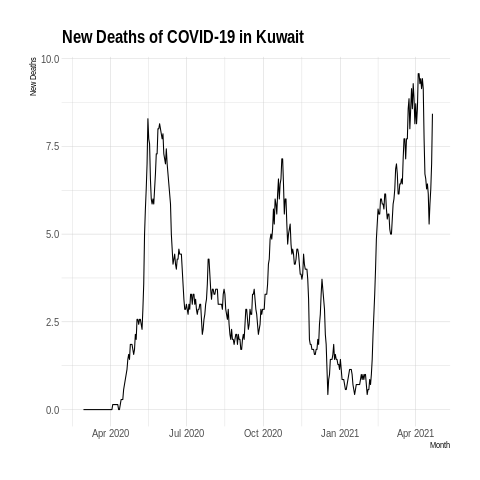 New Deaths of COVID-19 in Kuwait
New Deaths
10.0
7.5
5.0
2.5
0.0
Apr 2020
Jul 2020
Oct 2020
Jan 2021
Apr 2021
Month